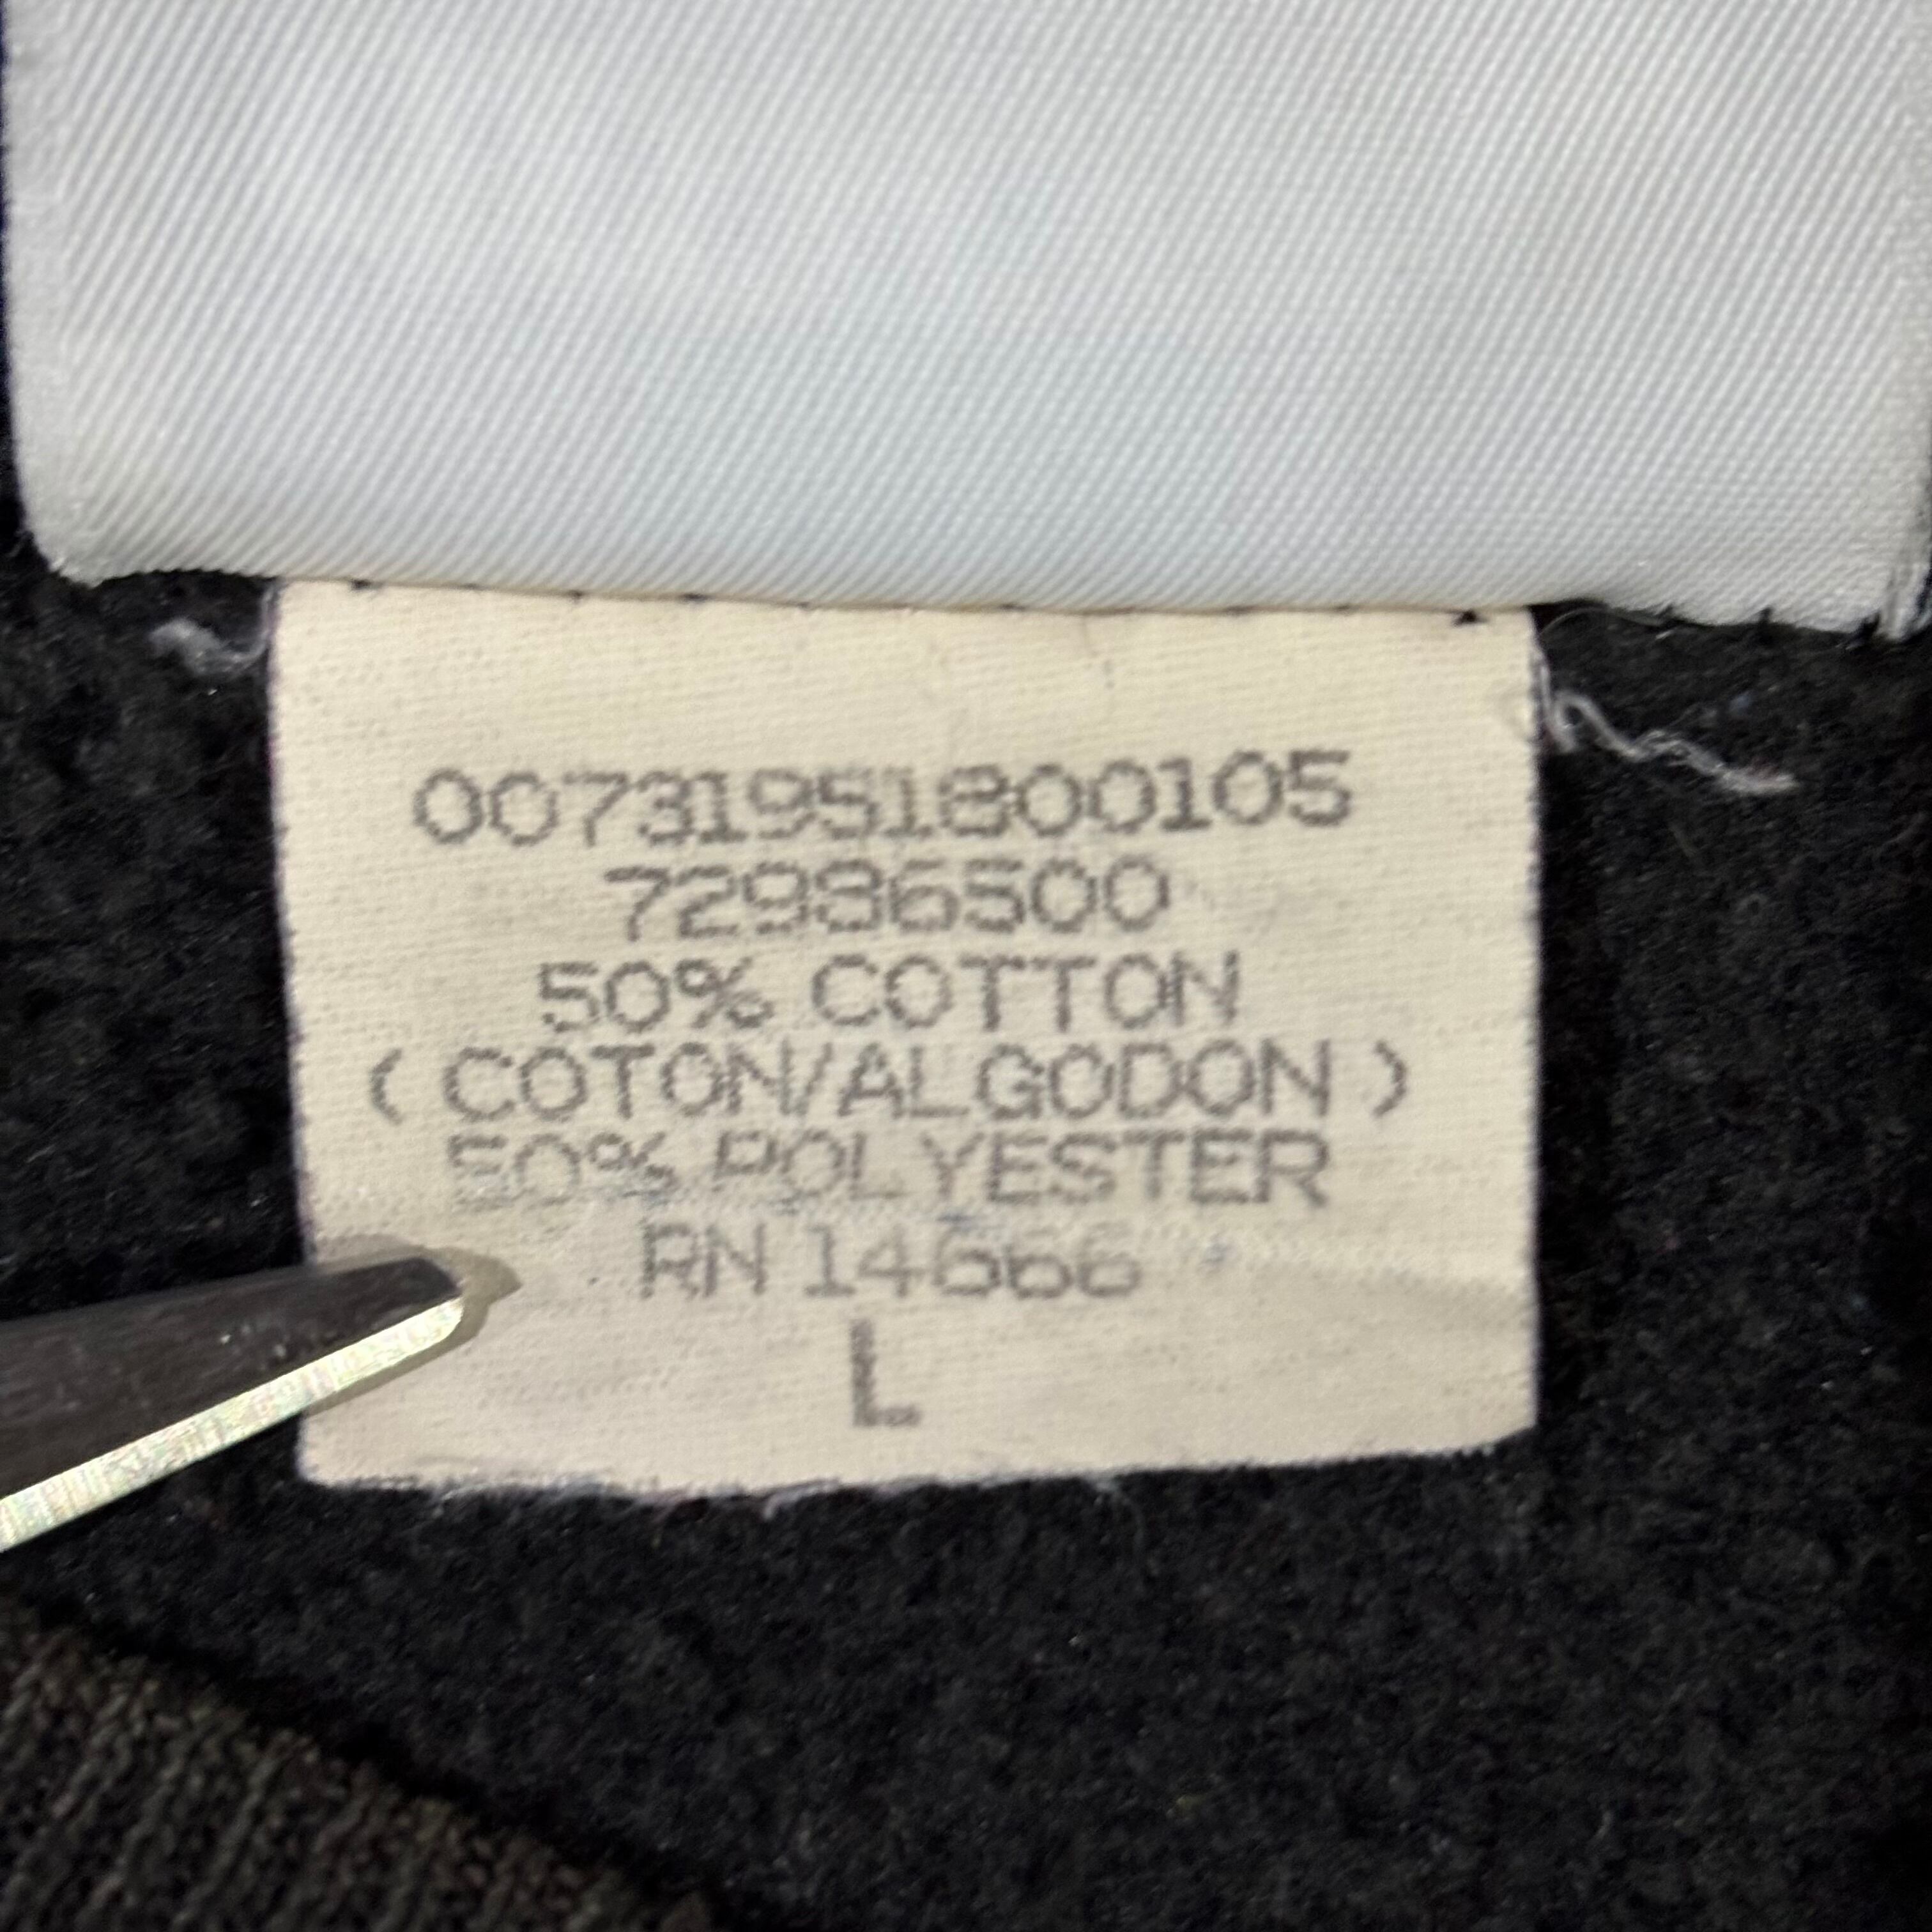 00731951800105
72986500
50% COTTON
( COTON/ALGODON )
50% POLYESTER
RN 14666
L